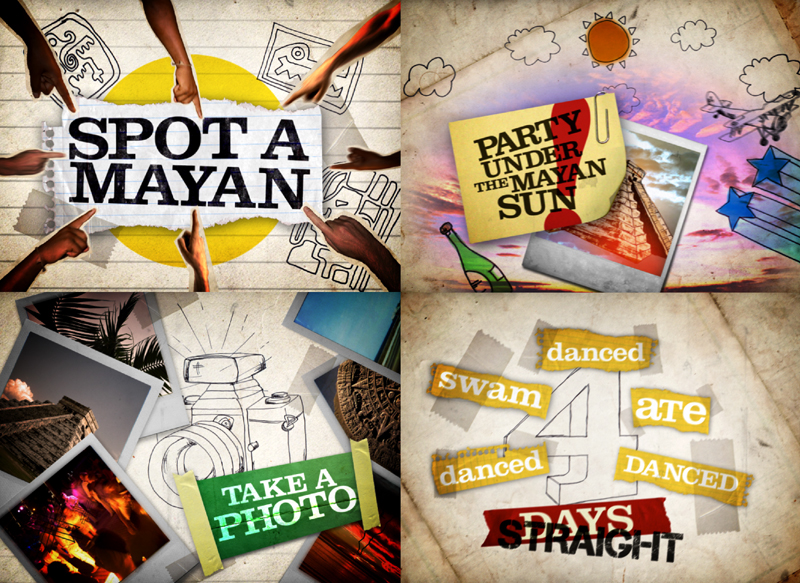 SPOT A
MAYAN
PARTY
UNDER
THE MAYAN
SUN
TAKE A
PHOTO
danced
swam
ATE
danced
DANCED
4
DAYS
STRAIGHT